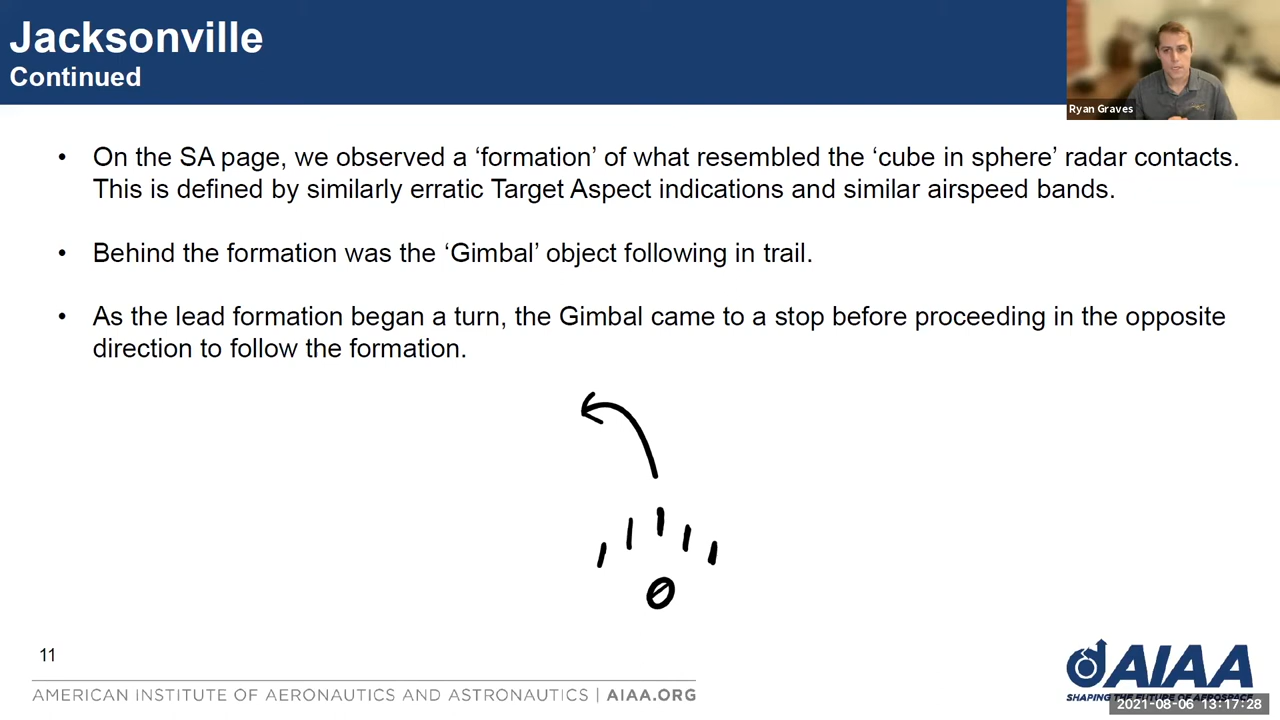 Jacksonville
Continued
Ryan Graves
• On the SA page, we observed a ‘formation’ of what resembled the ‘cube in sphere’ radar contacts.
This is defined by similarly erratic Target Aspect indications and similar airspeed bands.
• Behind the formation was the ‘Gimbal’ object following in trail.
• As the lead formation began a turn, the Gimbal came to a stop before proceeding in the opposite
direction to follow the formation.
11
AMERICAN INSTITUTE OF AERONAUTICS AND ASTRONAUTICS | AIAA.ORG
AIAA
SHAPING THE FUTURE OF AEROSPACE
2021-08-06 13:17:28